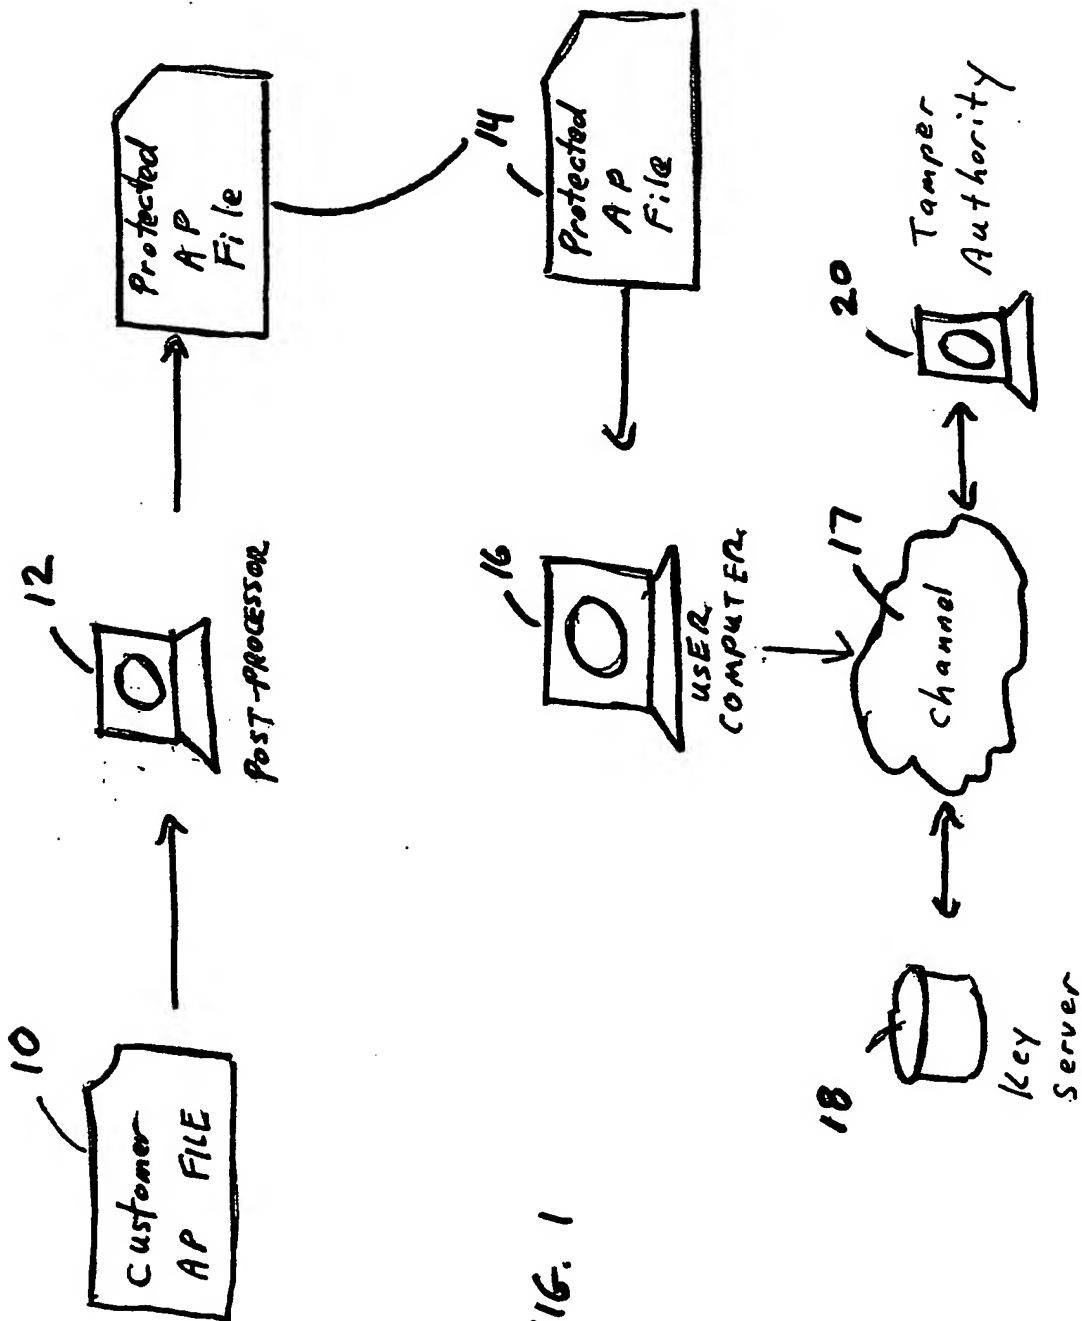 10
Customer
AP FILE
12
POST-PROCESSOR
Protected
AP
File
14
Protected
AP
File
16
USER
COMPUTER
17
channel
18
Key
Server
20
Tamper
Authority
FIG. 1